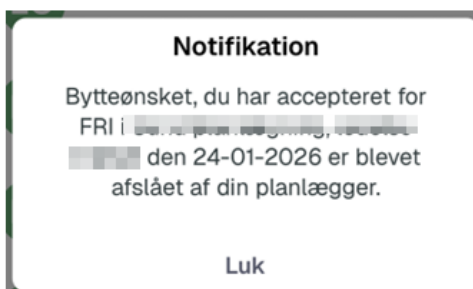 Notifikation
Bytteønsket, du har accepteret for
FRI i
den 24-01-2026 er blevet
afslået af din planlægger.
Luk